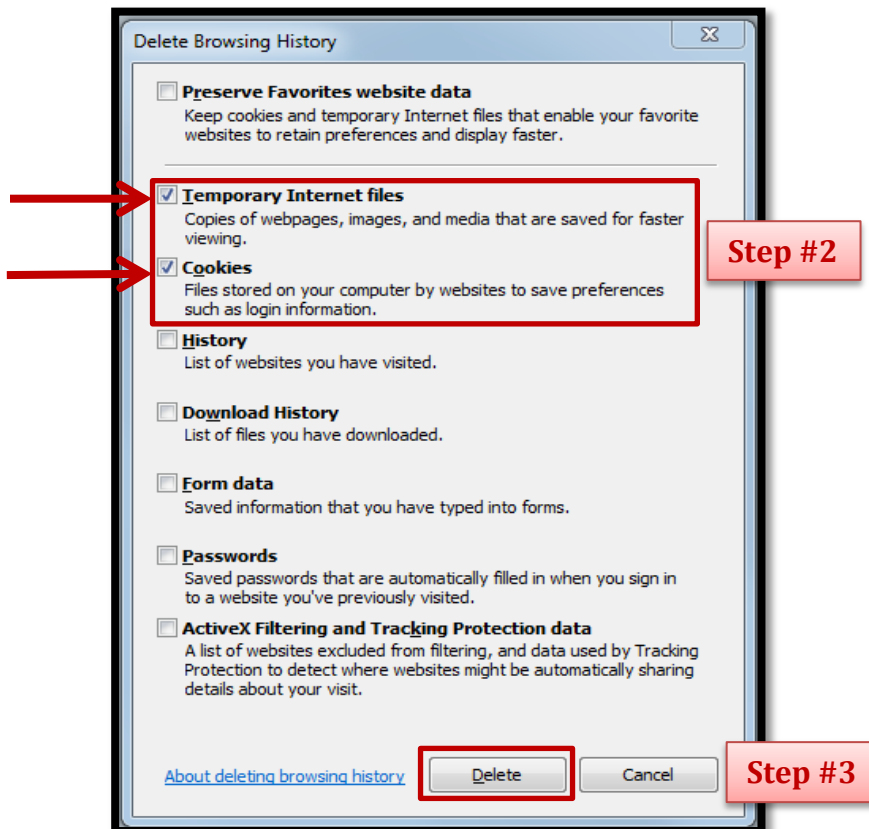 Delete Browsing History
Preserve Favorites website data
Keep cookies and temporary Internet files that enable your favorite
websites to retain preferences and display faster.
Temporary Internet files
Copies of webpages, images, and media that are saved for faster
viewing.
Step #2
Cookies
Files stored on your computer by websites to save preferences
such as login information.
History
List of websites you have visited.
Download History
List of files you have downloaded.
Form data
Saved information that you have typed into forms.
Passwords
Saved passwords that are automatically filled in when you sign in
to a website you've previously visited.
ActiveX Filtering and Tracking Protection data
A list of websites excluded from filtering, and data used by Tracking
Protection to detect where websites might be automatically sharing
details about your visit.
About deleting browsing history
Delete
Cancel
Step #3